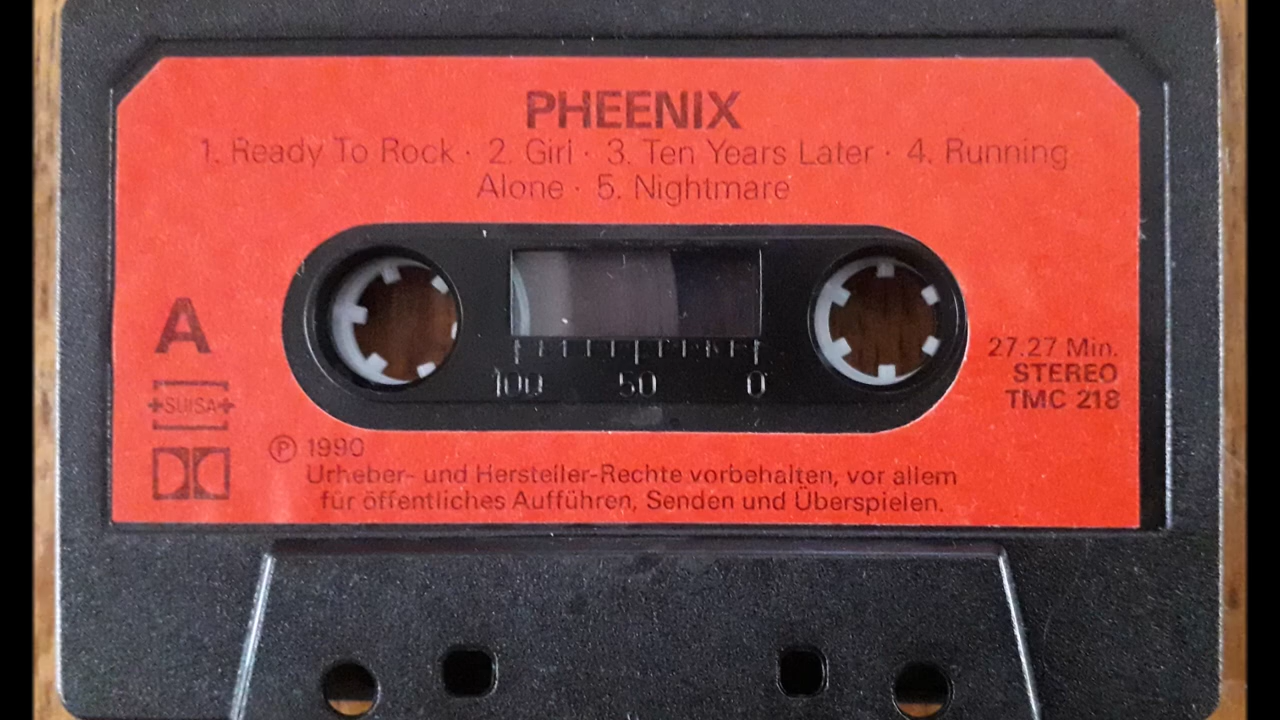 PHEENIX
1. Ready To Rock · 2. Girl · 3. Ten Years Later · 4. Running
Alone · 5. Nightmare
A
SUISA
100 50 0
27.27 Min.
STEREO
TMC 218
Ⓟ 1990
Urheber- und Hersteller-Rechte vorbehalten, vor allem
für öffentliches Aufführen, Senden und Überspielen.